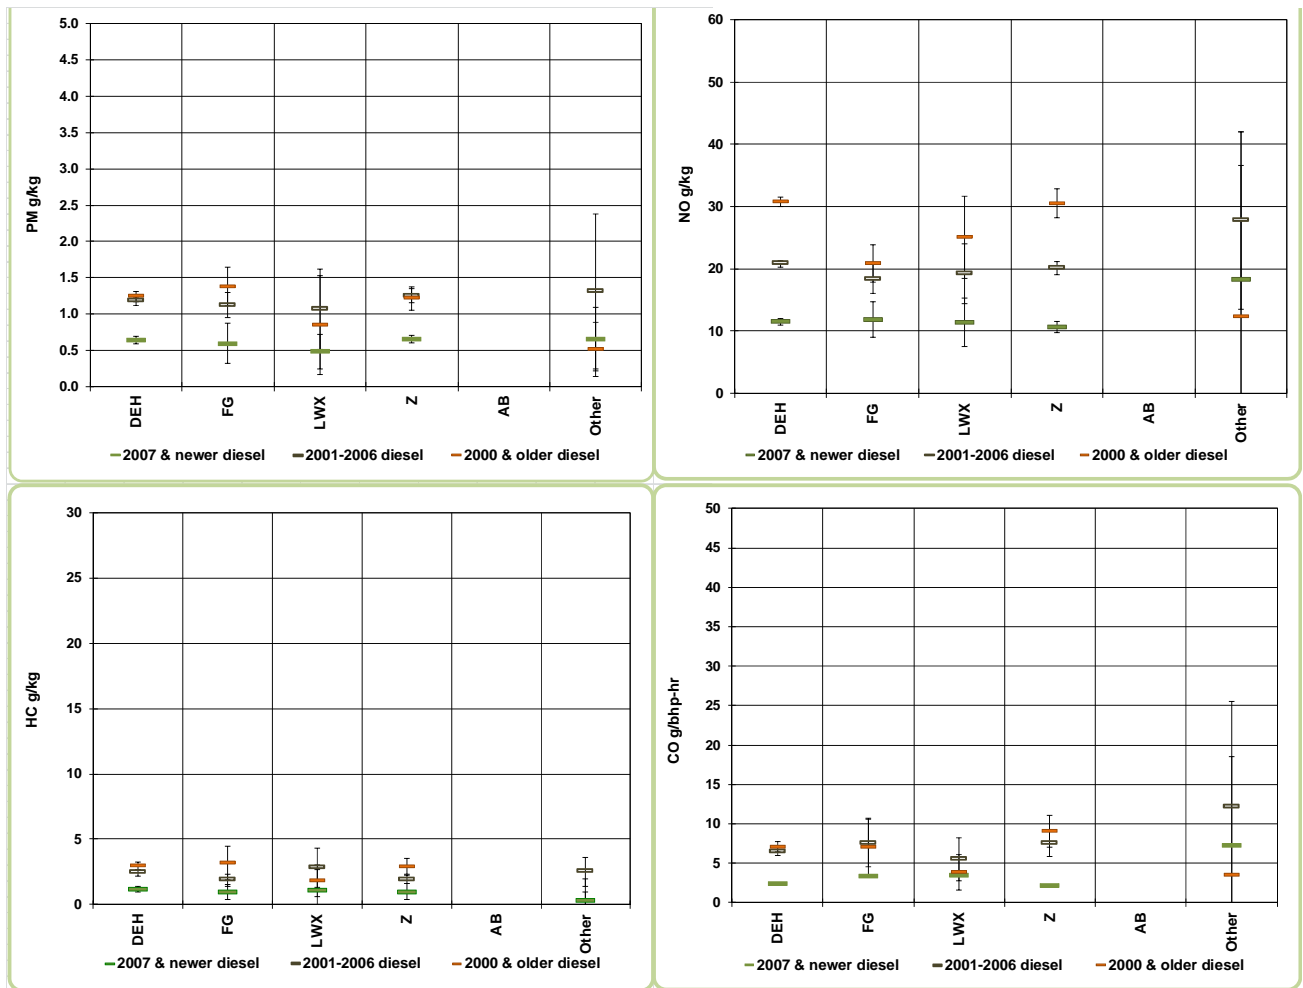 5.0
4.5
4.0
3.5
3.0
2.5
2.0
1.5
1.0
0.5
0.0
PM g/kg
DEH
FG
LWX
Z
AB
Other
2007 & newer diesel 2001-2006 diesel 2000 & older diesel
60
50
40
30
20
10
0
NO g/kg
DEH
FG
LWX
Z
AB
Other
2007 & newer diesel 2001-2006 diesel 2000 & older diesel
30
25
20
15
10
5
0
HC g/kg
DEH
FG
LWX
Z
AB
Other
2007 & newer diesel 2001-2006 diesel 2000 & older diesel
50
45
40
35
30
25
20
15
10
5
0
CO g/bhp-hr
DEH
FG
LWX
Z
AB
Other
2007 & newer diesel 2001-2006 diesel 2000 & older diesel